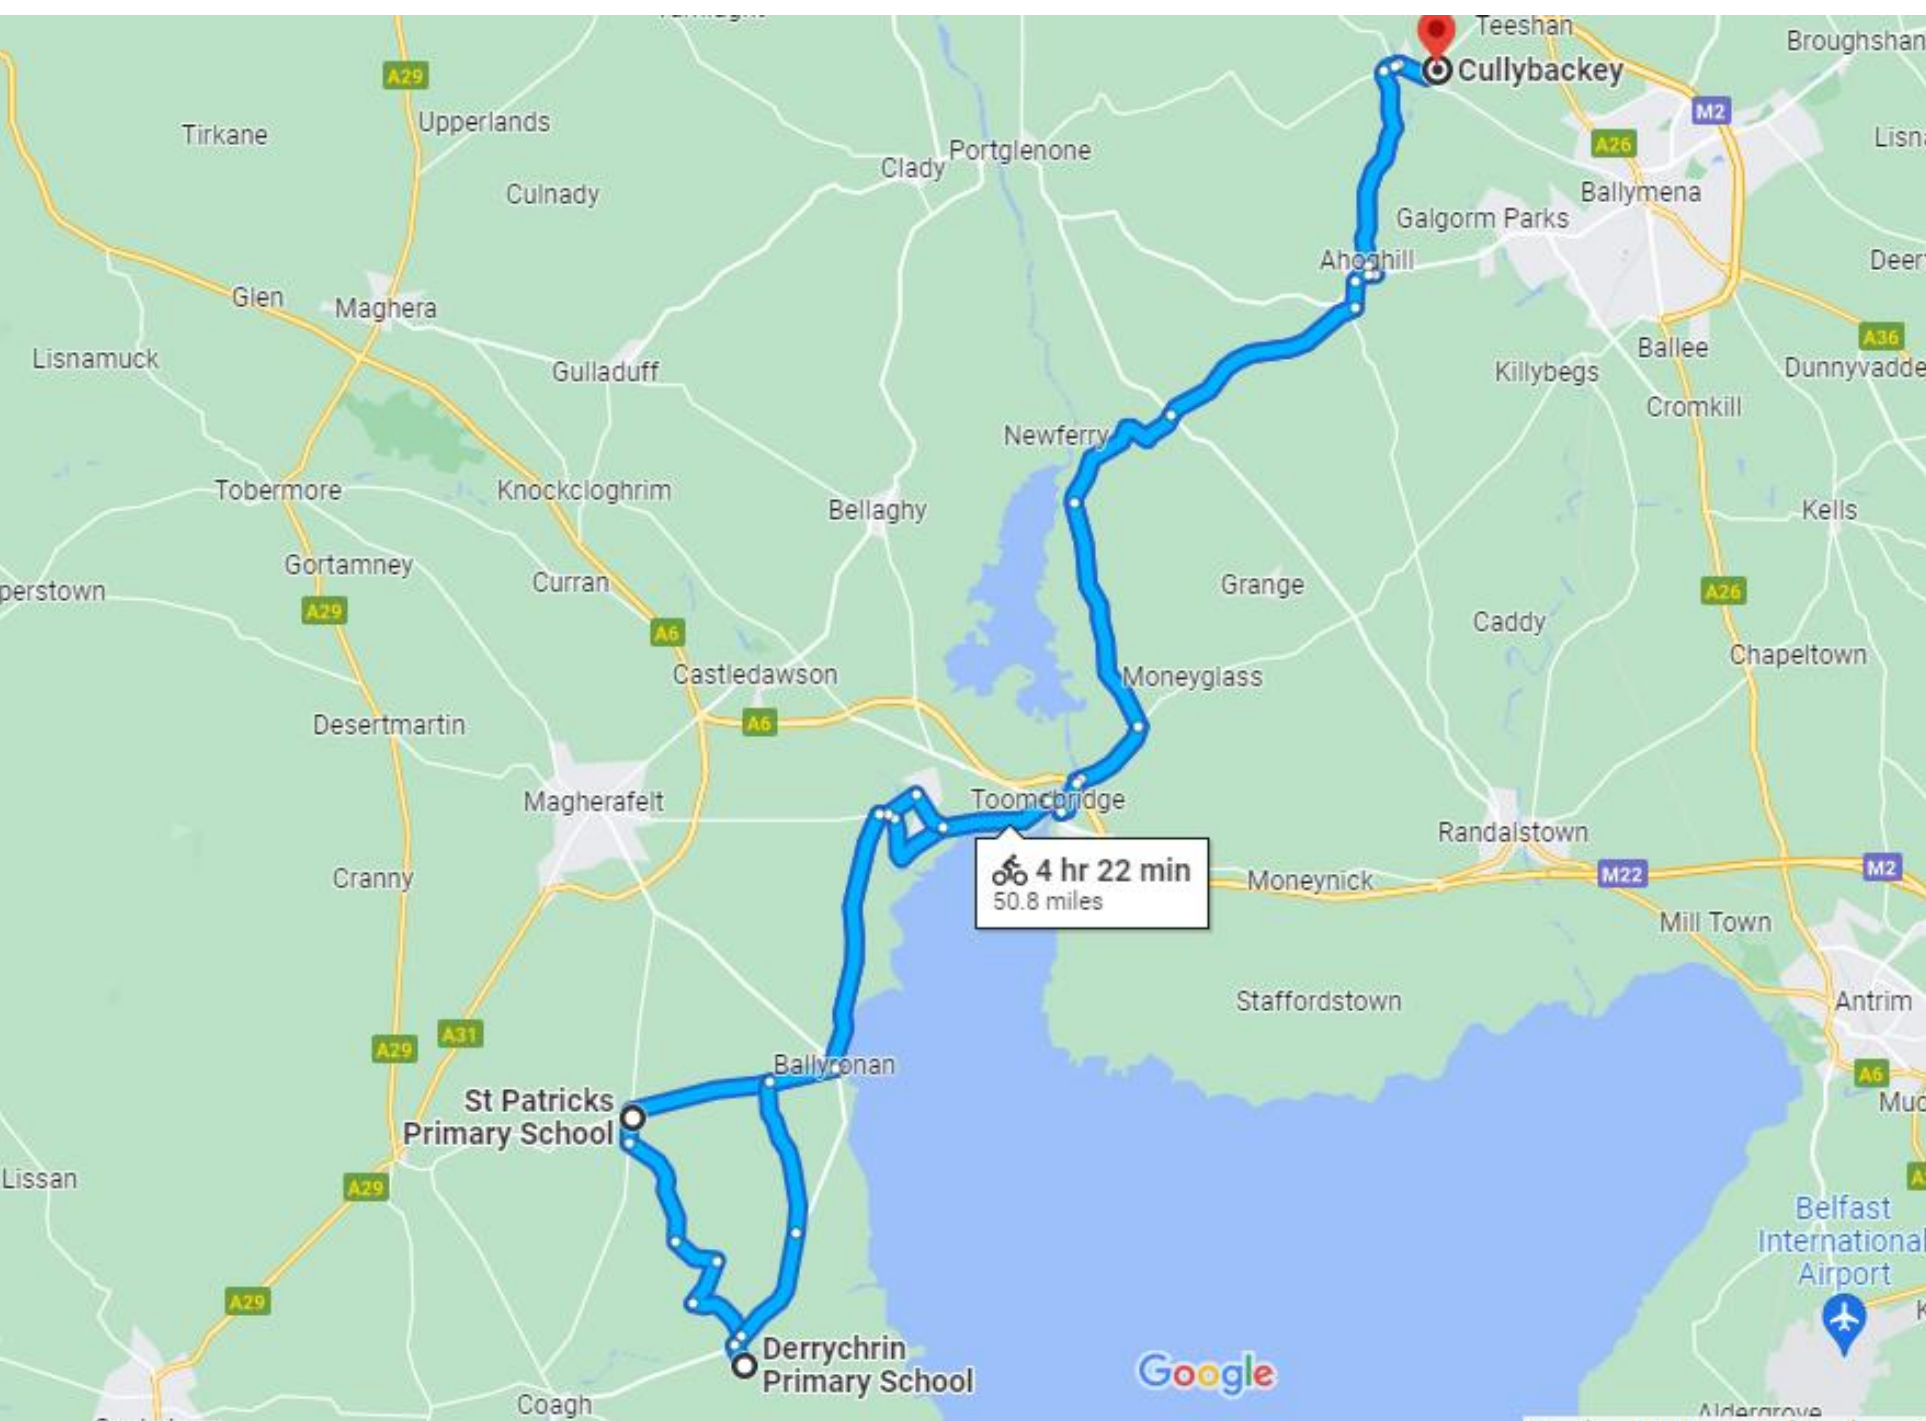 Teeshan
Broughshan
Cullybackey
A29
M2
Upperlands
Tirkane
Lisn
A26
Portglenone
Clady
Culnady
Ballymena
Galgorm Parks
Ahoghill
Deer
Glen
Maghera
A36
Ballee
Lisnamuck
Gulladuff
Killybegs
Dunnyvadde
Cromkill
Newferry
Tobermore
Knockcloghrim
Bellaghy
Kells
Gortamney
Curran
Grange
perstown
A29
A26
A6
Caddy
Chapeltown
Castledawson
Moneyglass
Desertmartin
A6
Magherafelt
Toomebridge
Randalstown
4 hr 22 min
50.8 miles
Cranny
Moneynick
M22
M2
Mill Town
Staffordstown
Antrim
A31
A29
Ballyronan
A6
St Patricks
Primary School
Muc
Lissan
A29
A
Belfast
International
Airport
A29
K
Derrychrin
Primary School
Google
Coagh
Aldergrove